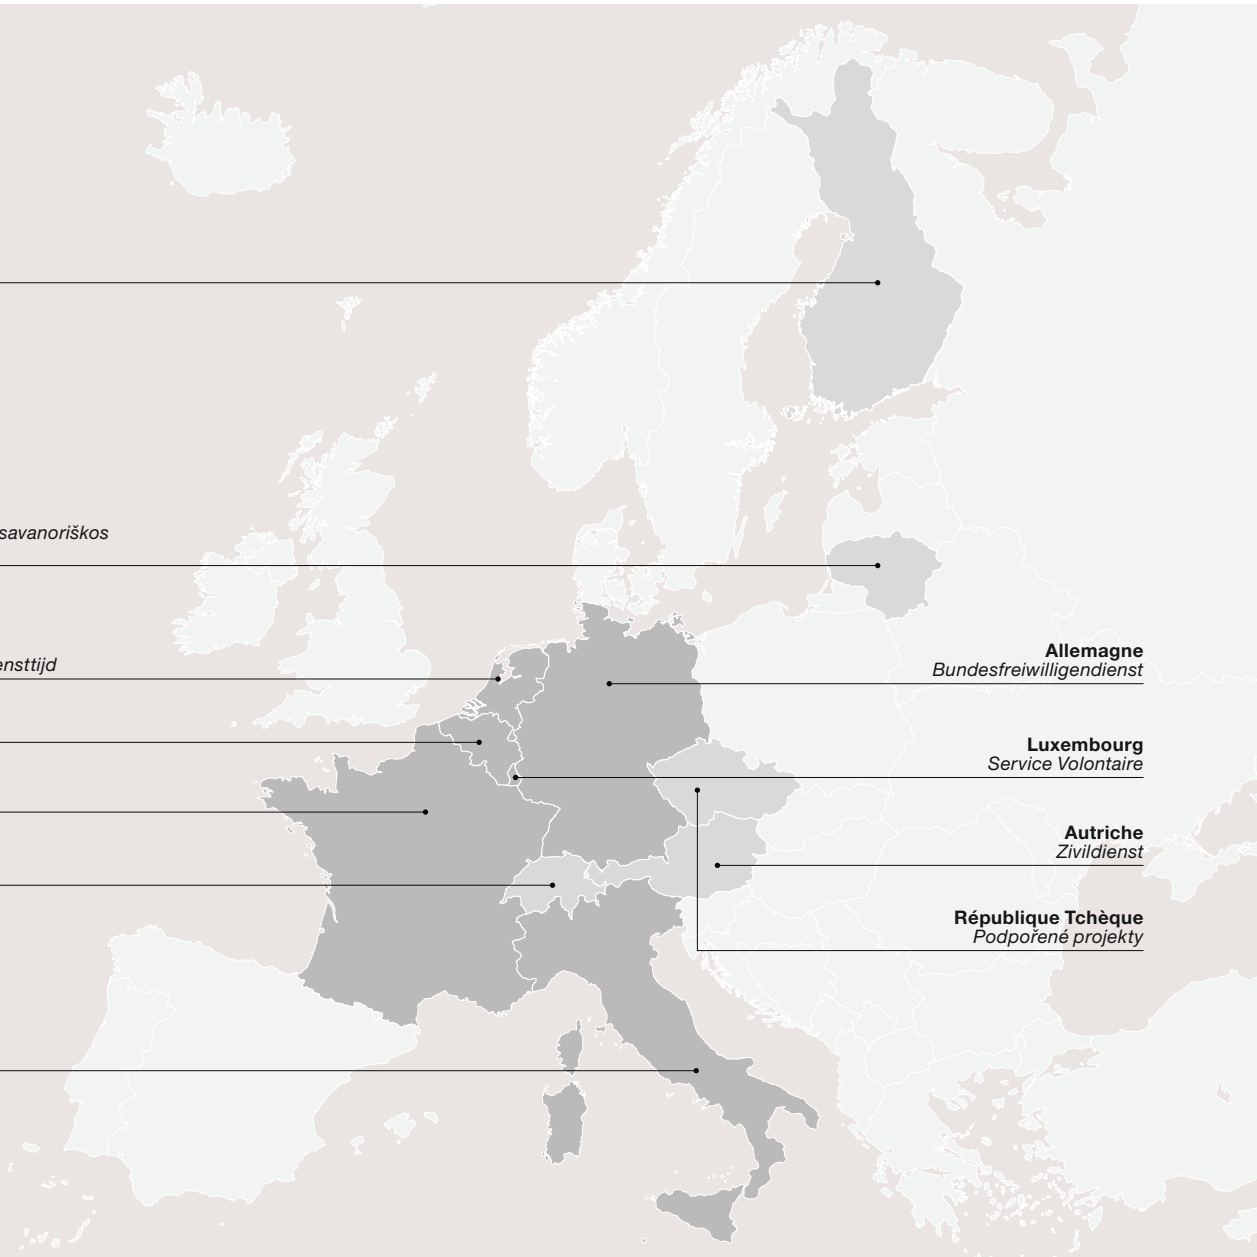 savanoriškos
ensttijd
Allemagne
Bundesfreiwilligendienst
Luxembourg
Service Volontaire
Autriche
Zivildienst
République Tchèque
Podpořené projekty